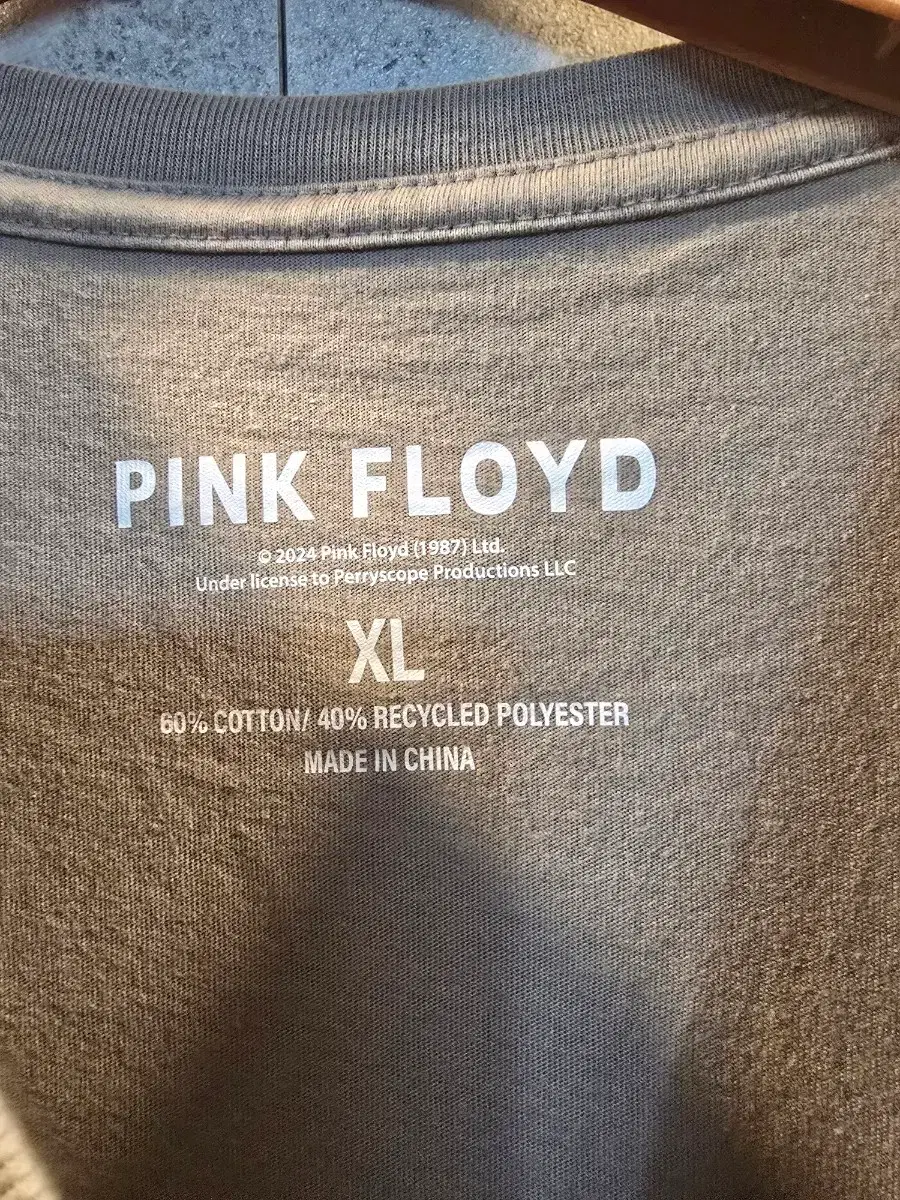 PINK FLOYD
© 2024 Pink Floyd (1987) Ltd.
Under license to Perryscope Productions LLC
XL
60% COTTON/ 40% RECYCLED POLYESTER
MADE IN CHINA